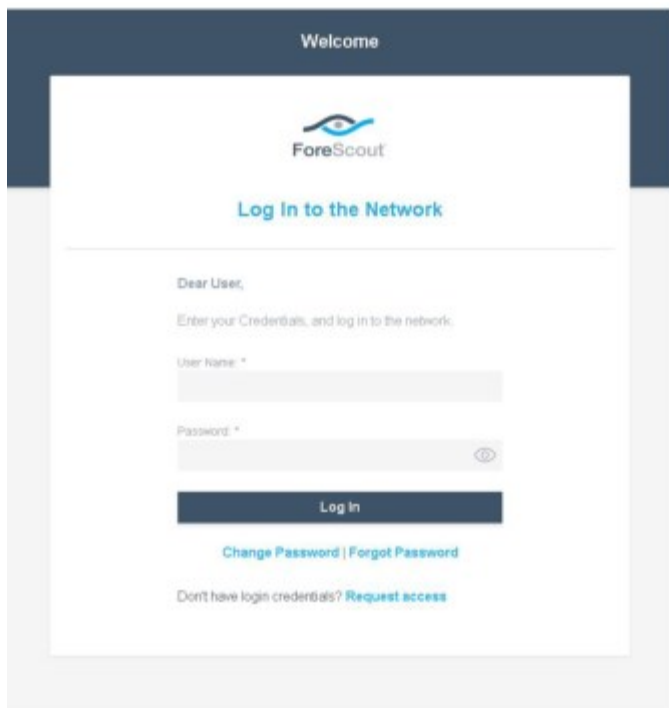 Welcome
ForeScout
Log In to the Network
Dear User,
Enter your Credentials, and log in to the network.
User Name: *
Password: *
Log In
Change Password | Forgot Password
Don't have login credentials? Request access